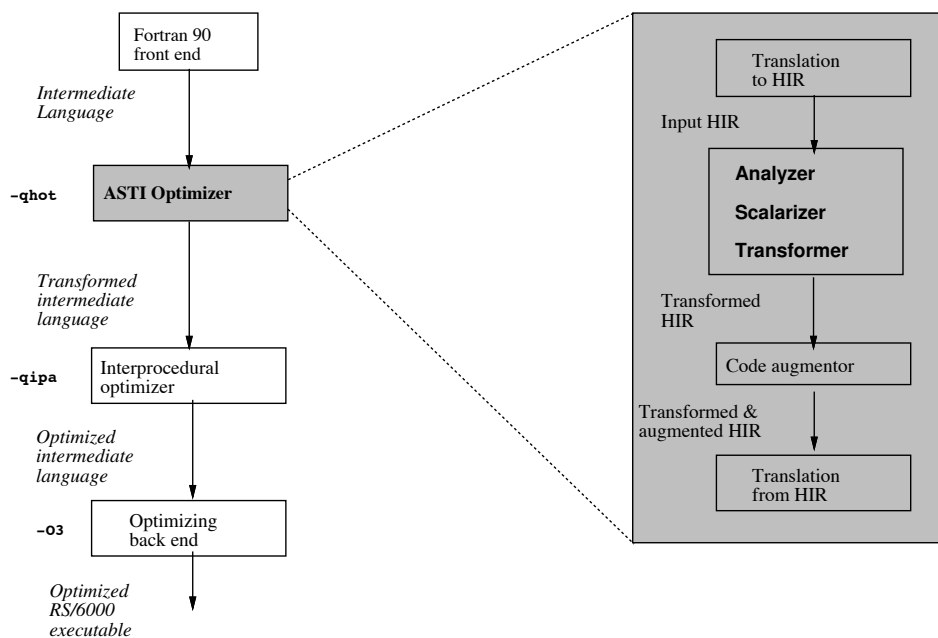 Fortran 90
front end
Intermediate
Language
-qhot
ASTI Optimizer
Transformed
intermediate
language
-qipa
Interprocedural
optimizer
Optimized
intermediate
language
-O3
Optimizing
back end
Optimized
RS/6000
executable
Translation
to HIR
Input HIR
Analyzer
Scalarizer
Transformer
Transformed
HIR
Code augmentor
Transformed &
augmented HIR
Translation
from HIR